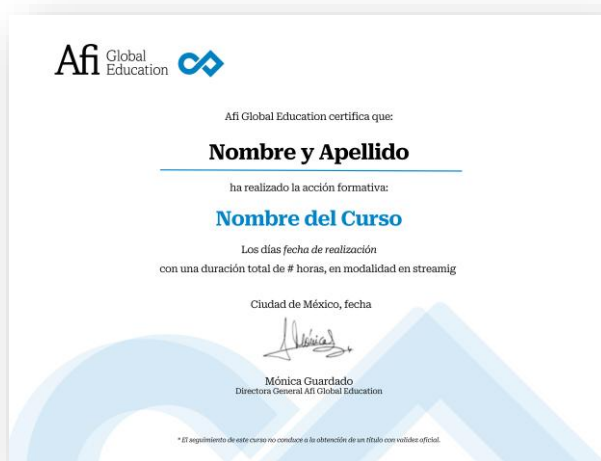 Afi Global
Education
Afi Global Education certifica que:
Nombre y Apellido
ha realizado la acción formativa:
Nombre del Curso
Los días fecha de realización
con una duración total de # horas, en modalidad en streamig
Ciudad de México, fecha
Mónica
Mónica Guardado
Directora General Afi Global Education
* El seguimiento de este curso no conduce a la obtención de un título con validez oficial.